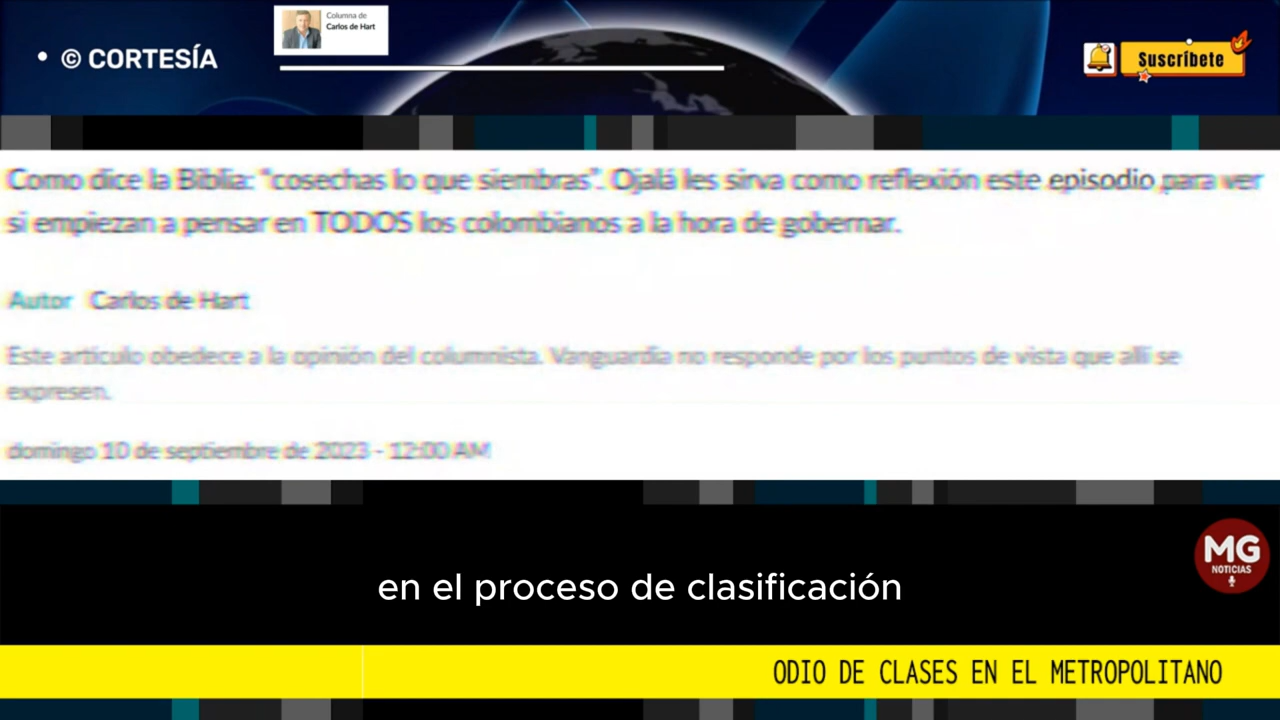 • © CORTESÍA
Columna de
Carlos de Hart
Suscríbete
Como dice la Biblia: "cosechas lo que siembras". Ojalá les sirva como reflexión este episodio para ver
si empiezan a pensar en TODOS los colombianos a la hora de gobernar.
Autor Carlos de Hart
Este artículo obedece a la opinión del columnista. Vanguardia no responde por los puntos de vista que allí se
expresen.
domingo 10 de septiembre de 2023 - 12:00 AM
MG
NOTICIAS
en el proceso de clasificación
ODIO DE CLASES EN EL METROPOLITANO